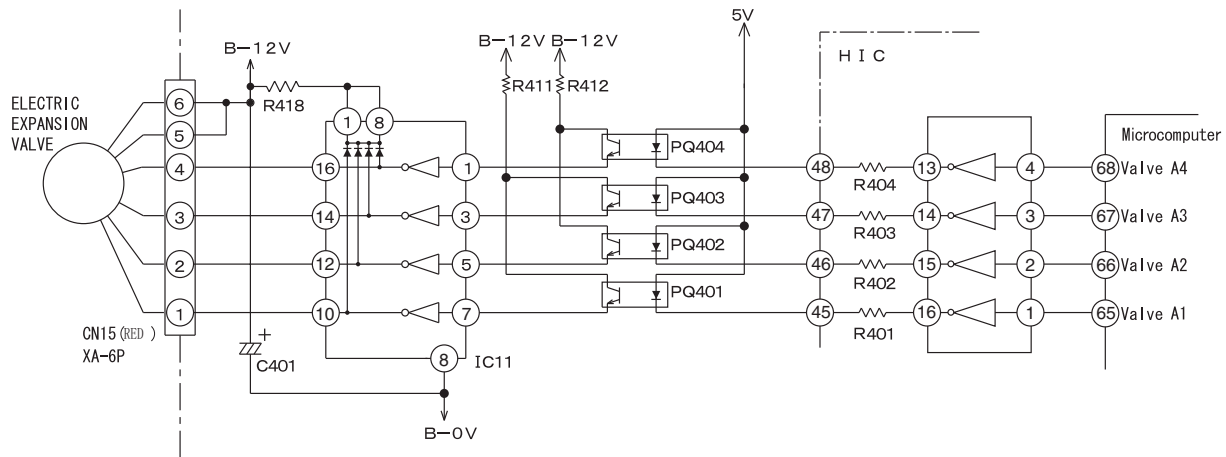 5V
B-12V
B-12V B-12V
HIC
R411 R412
ELECTRIC
EXPANSION
VALVE
R418
6
1 8
5
Microcomputer
PQ404
4 16 1 48 R404 13 4 68 Valve A4
PQ403
3 14 3 47 R403 14 3 67 Valve A3
PQ402
2 12 5 46 R402 15 2 66 Valve A2
PQ401
1 10 7 45 R401 16 1 65 Valve A1
CN15(RED)
XA-6P
+
C401
8 IC11
B-0V